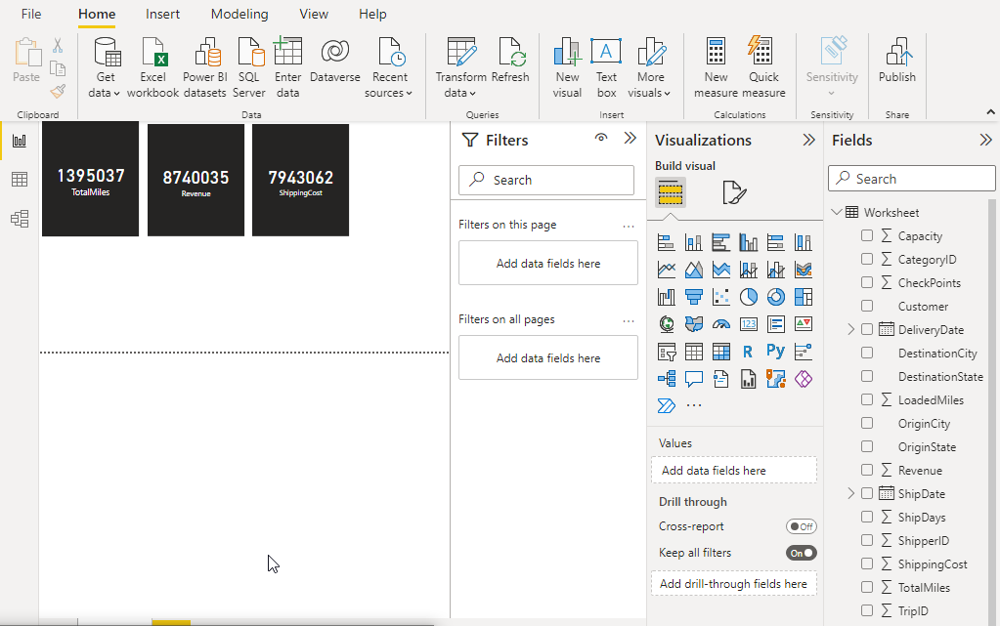 File Home Insert Modeling View Help
Paste
Get data
Excel workbook
Power BI datasets
SQL Server
Enter data
Dataverse
Recent sources
Transform data
Refresh
New visual
Text box
More visuals
New measure
Quick measure
Sensitivity
Publish
Clipboard Data Queries Insert Calculations Sensitivity Share
1395037
TotalMiles
8740035
Revenue
7943062
ShippingCost
Filters
Search
Filters on this page ...
Add data fields here
Filters on all pages ...
Add data fields here
Visualizations
Build visual
123
R Py
...
Values
Add data fields here
Drill through
Cross-report Off
Keep all filters On
Add drill-through fields here
Fields
Search
Worksheet
Capacity
CategoryID
CheckPoints
Customer
DeliveryDate
DestinationCity
DestinationState
LoadedMiles
OriginCity
OriginState
Revenue
ShipDate
ShipDays
ShipperID
ShippingCost
TotalMiles
TripID